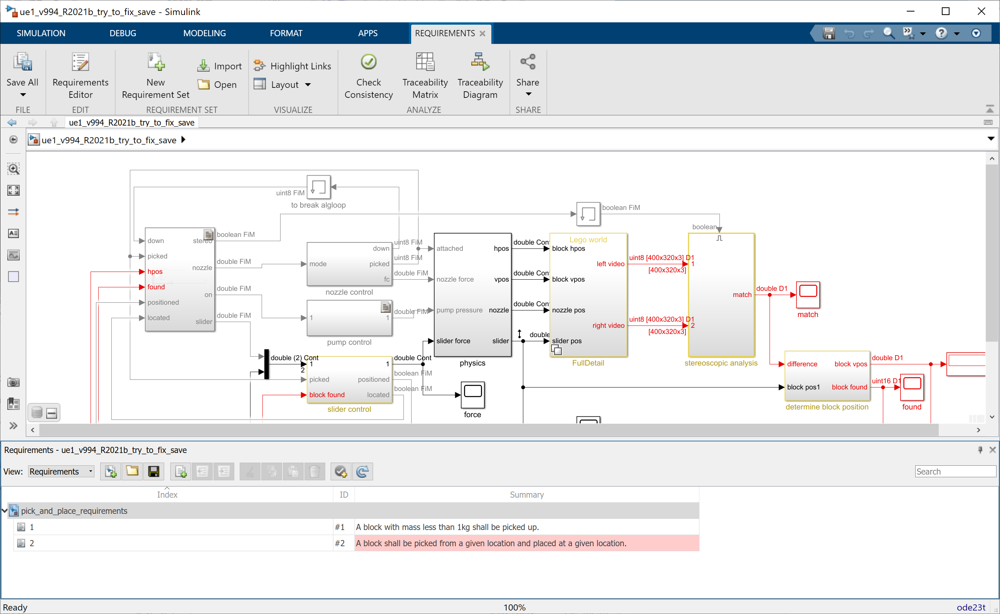 ue1_v994_R2021b_try_to_fix_save - Simulink
SIMULATION DEBUG MODELING FORMAT APPS REQUIREMENTS
Save All
Requirements Editor
New Requirement Set
Import
Open
Highlight Links
Layout
Check Consistency
Traceability Matrix
Traceability Diagram
Share
FILE EDIT REQUIREMENT SET VISUALIZE ANALYZE SHARE
ue1_v994_R2021b_try_to_fix_save
ue1_v994_R2021b_try_to_fix_save
uint8 FiM
to break algloop
boolean FiM
boolean
down
picked
hpos
found
positioned
located
stereo
nozzle
on
slider
boolean FiM
double FiM
double FiM
double FiM
mode
down
picked
fc
nozzle control
uint8 FiM
uint8 FiM
double FiM
1
1
pump control
double FiM
double (2) Cont
1
2
picked
block found
1
positioned
located
slider control
double Cont
boolean FiM
boolean FiM
attached
nozzle force
pump pressure
slider force
hpos
vpos
nozzle
slider
physics
force
double Con
double Con
double Con
double
Lego world
block hpos
block vpos
nozzle pos
slider pos
left video
right video
FullDetail
uint8 [400x320x3] D1
[400x320x3]
uint8 [400x320x3] D1
[400x320x3]
1
2
match
stereoscopic analysis
double D1
match
difference
block pos1
block vpos
block found
determine block position
double D1
uint16 D1
found
Requirements - ue1_v994_R2021b_try_to_fix_save
View: Requirements
Search
Index ID Summary
pick_and_place_requirements
1 #1 A block with mass less than 1kg shall be picked up.
2 #2 A block shall be picked from a given location and placed at a given location.
Ready 100% ode23t